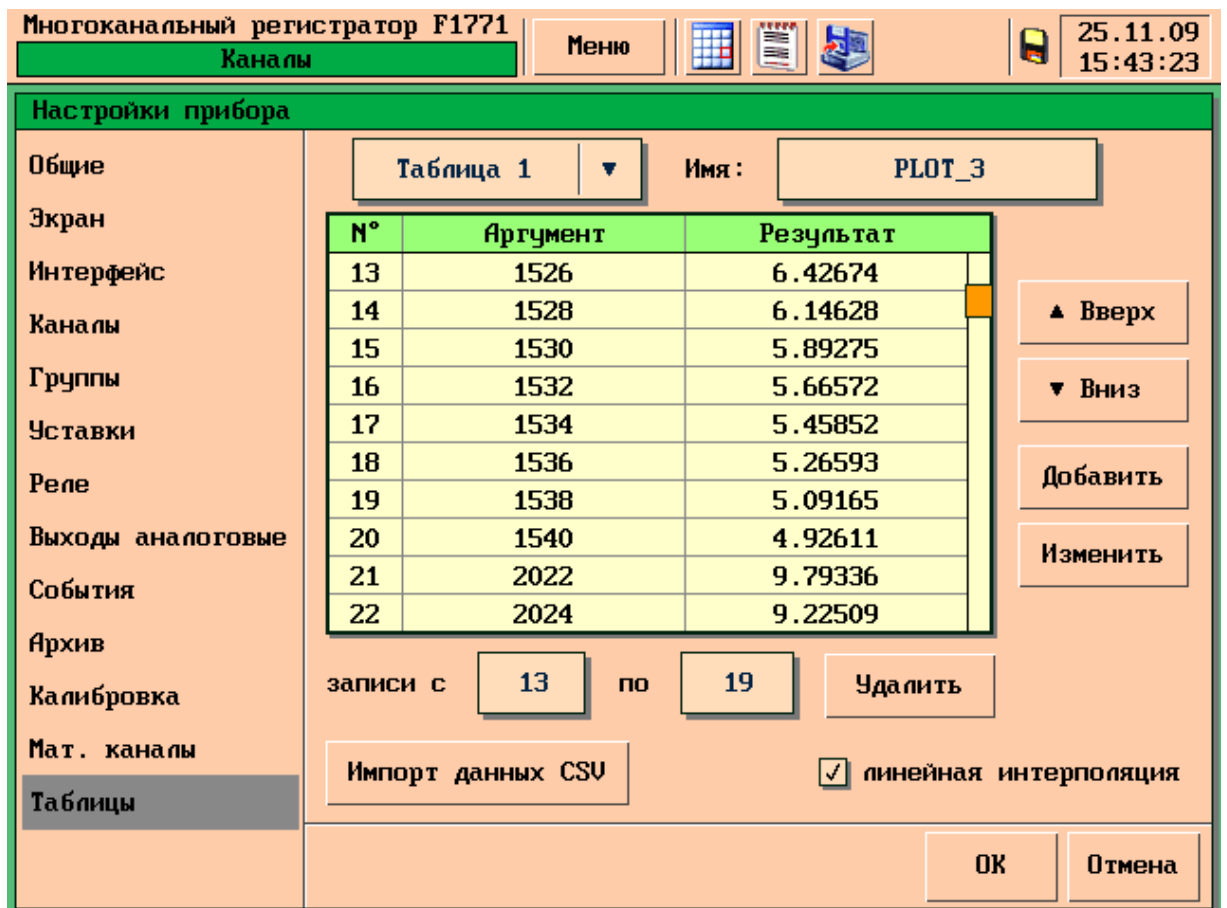 Многоканальный регистратор F1771
Каналы
Меню
25.11.09
15:43:23
Настройки прибора
Общие
Экран
Интерфейс
Каналы
Группы
Уставки
Реле
Выходы аналоговые
События
Архив
Калибровка
Мат. каналы
Таблицы
Таблица 1 ▼ Имя: PLOT_3
N° Аргумент Результат
13 1526 6.42674
14 1528 6.14628
15 1530 5.89275
16 1532 5.66572
17 1534 5.45852
18 1536 5.26593
19 1538 5.09165
20 1540 4.92611
21 2022 9.79336
22 2024 9.22509
▲ Вверх
▼ Вниз
Добавить
Изменить
записи с 13 по 19 Удалить
Импорт данных CSV линейная интерполяция
ОК Отмена